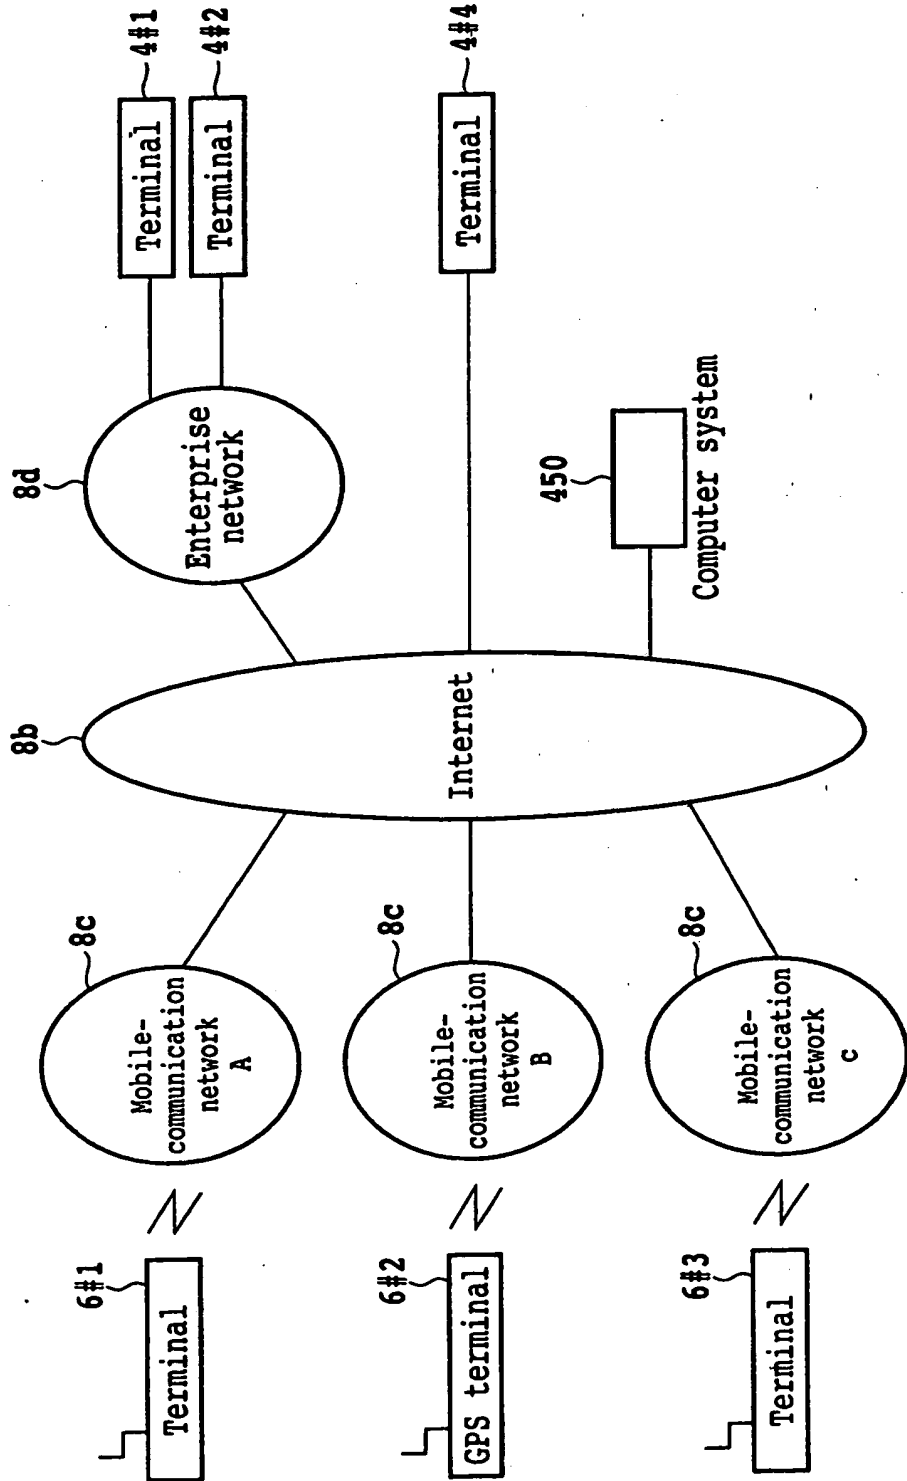 6#1
Terminal
8c
Mobile-
communication
network
A
8b
8d
Enterprise
network
Terminal
4#1
Terminal
4#2
6#2
GPS terminal
8c
Mobile-
communication
network
B
Internet
Terminal
4#4
6#3
Terminal
8c
Mobile-
communication
network
c
450
Computer system